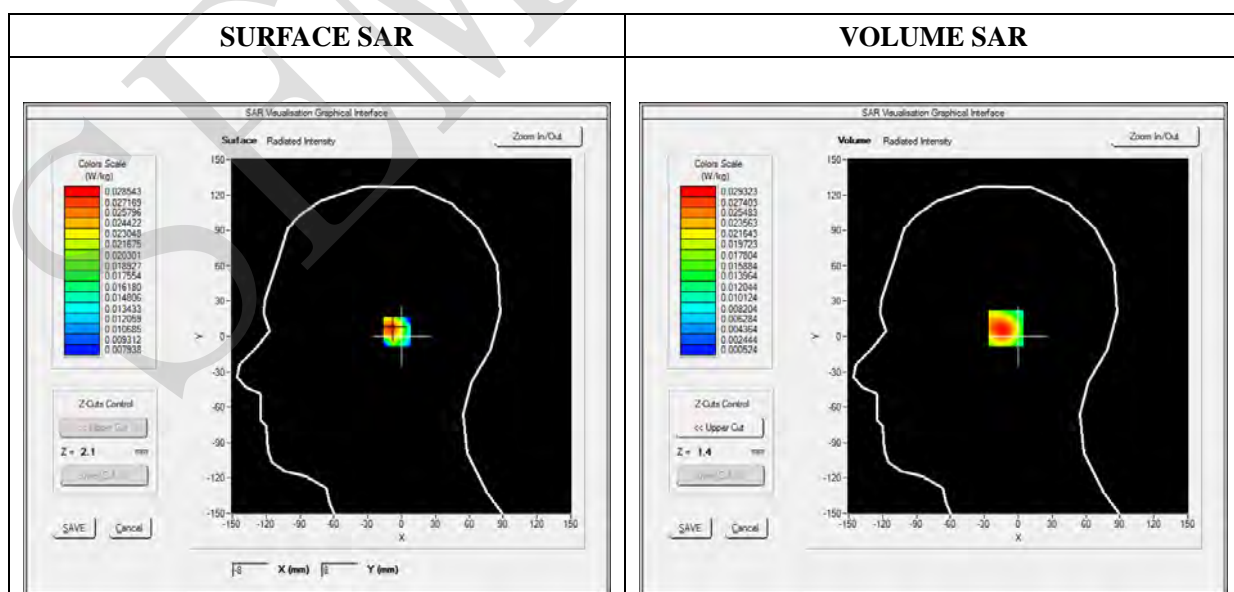 SURFACE SAR
VOLUME SAR
SAR Visualisation Graphical Interface
Surface Radiated Intensity
Zoom In/Out
Colors Scale
(W/kg)
0.028543
0.027169
0.025796
0.024422
0.023048
0.021675
0.020301
0.018927
0.017554
0.016180
0.014806
0.013433
0.012059
0.010685
0.009312
0.007938
150
120
90
60
30
0
-30
-60
-90
-120
-150
Y
-150 -120 -90 -60 -30 0 30 60 90 120 150
X
Z-Cuts Control
<< Upper Cut
Z = 2.1 mm
SAVE Cancel
-8 X (mm) 8 Y (mm)
SAR Visualisation Graphical Interface
Volume Radiated Intensity
Zoom In/Out
Colors Scale
(W/kg)
0.029323
0.027403
0.025483
0.023563
0.021643
0.019723
0.017804
0.015884
0.013964
0.012044
0.010124
0.008204
0.006284
0.004364
0.002444
0.000524
150
120
90
60
30
0
-30
-60
-90
-120
-150
Y
-150 -120 -90 -60 -30 0 30 60 90 120 150
X
Z-Cuts Control
<< Upper Cut
Z = 1.4 mm
SAVE Cancel